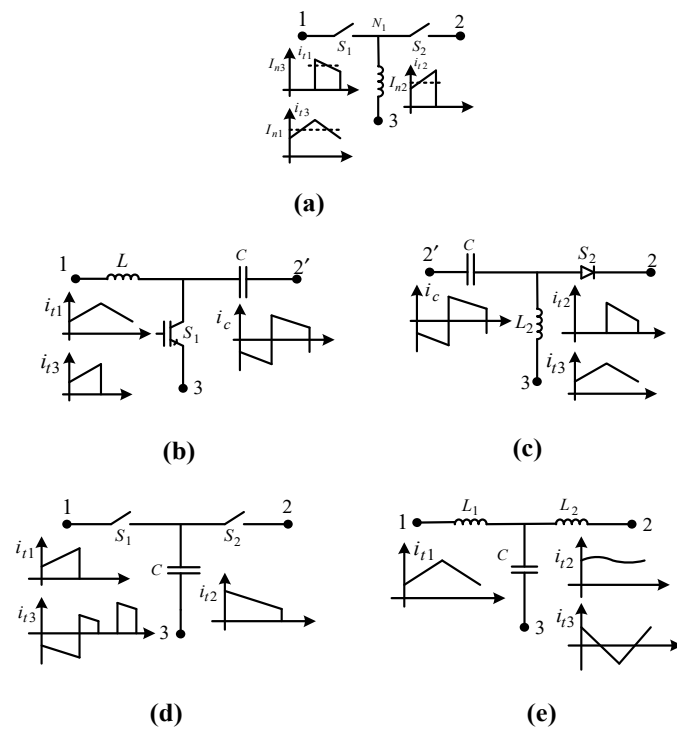 1 N₁ 2
S₁ S₂
iₜ₁ Iₙ₃ iₜ₂ Iₙ₂
3
iₜ₃ Iₙ₁
(a)
1 L C 2′
iₜ₁ S₁ i_c
iₜ₃ 3
(b)
2′ C S₂ 2
i_c L₂ iₜ₂
3 iₜ₃
(c)
1 2
S₁ S₂
iₜ₁ C
iₜ₃ 3 iₜ₂
(d)
1 L₁ L₂ 2
iₜ₁ C iₜ₂
3 iₜ₃
(e)